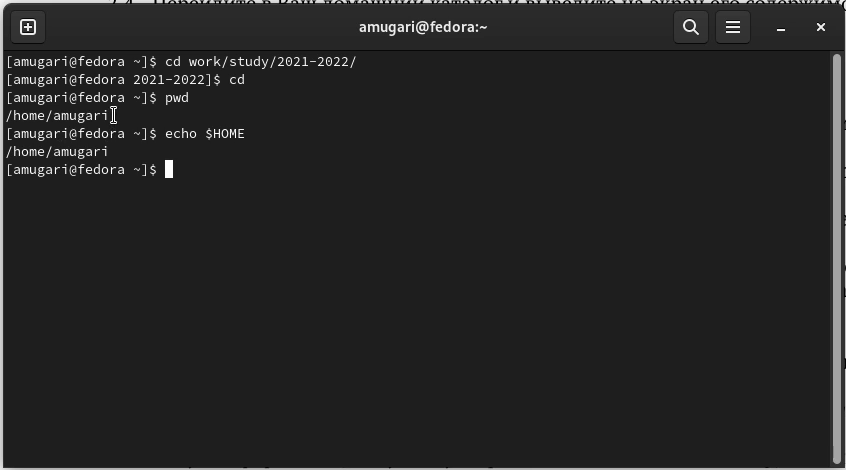 amugari@fedora:~
[amugari@fedora ~]$ cd work/study/2021-2022/
[amugari@fedora 2021-2022]$ cd
[amugari@fedora ~]$ pwd
/home/amugari
[amugari@fedora ~]$ echo $HOME
/home/amugari
[amugari@fedora ~]$